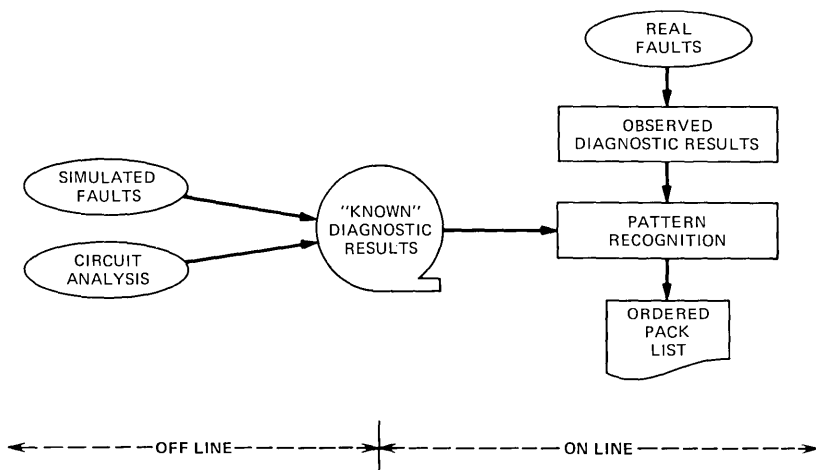 REAL
FAULTS
OBSERVED
DIAGNOSTIC RESULTS
SIMULATED
FAULTS
"KNOWN"
DIAGNOSTIC
RESULTS
PATTERN
RECOGNITION
CIRCUIT
ANALYSIS
ORDERED
PACK
LIST
OFF LINE
ON LINE